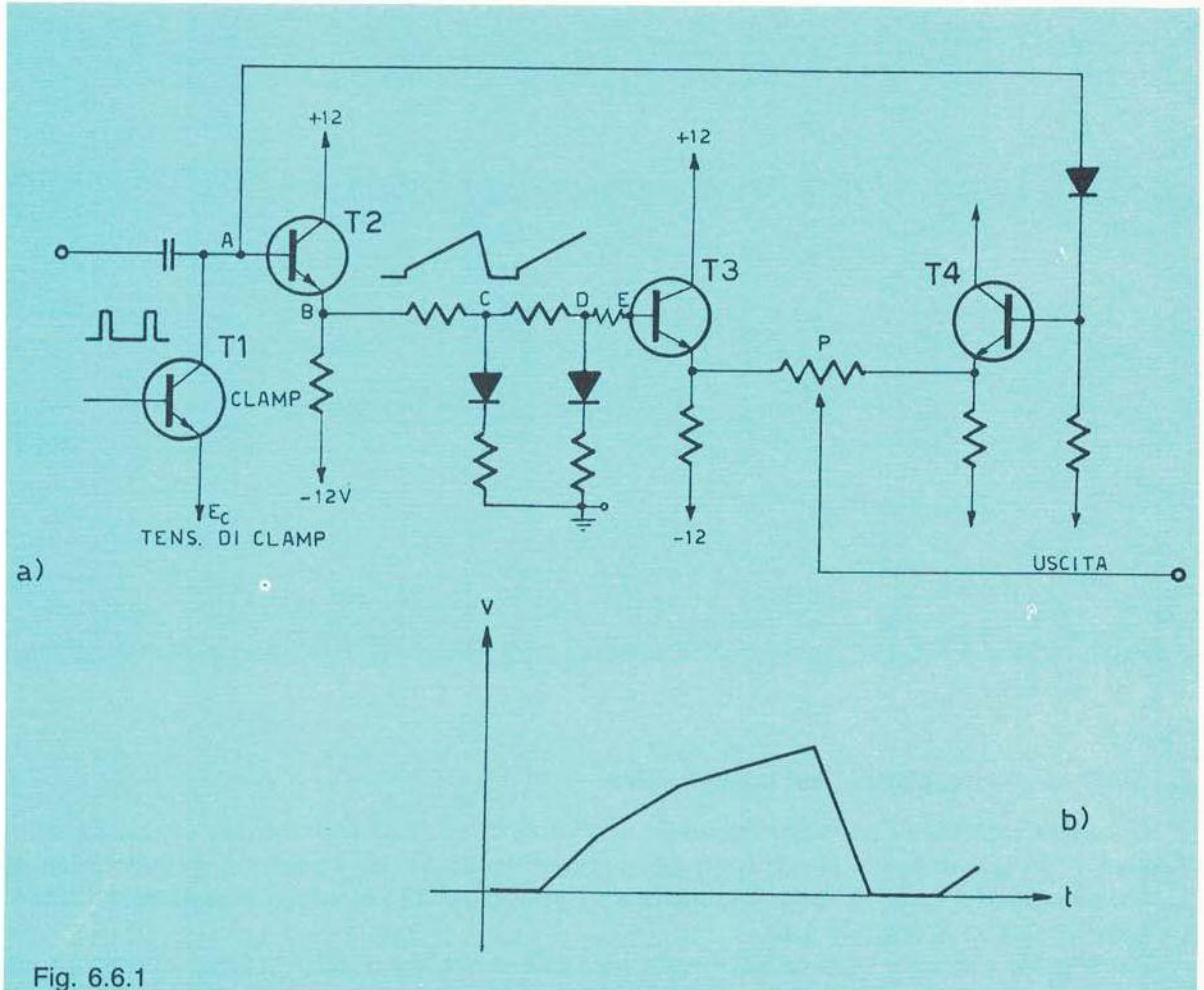 +12
+12
A
T2
T3
T4
B
C
D
E
P
T1
CLAMP
-12V
-12
E_C
TENS. DI CLAMP
USCITA
a)
v
b)
t
Fig. 6.6.1